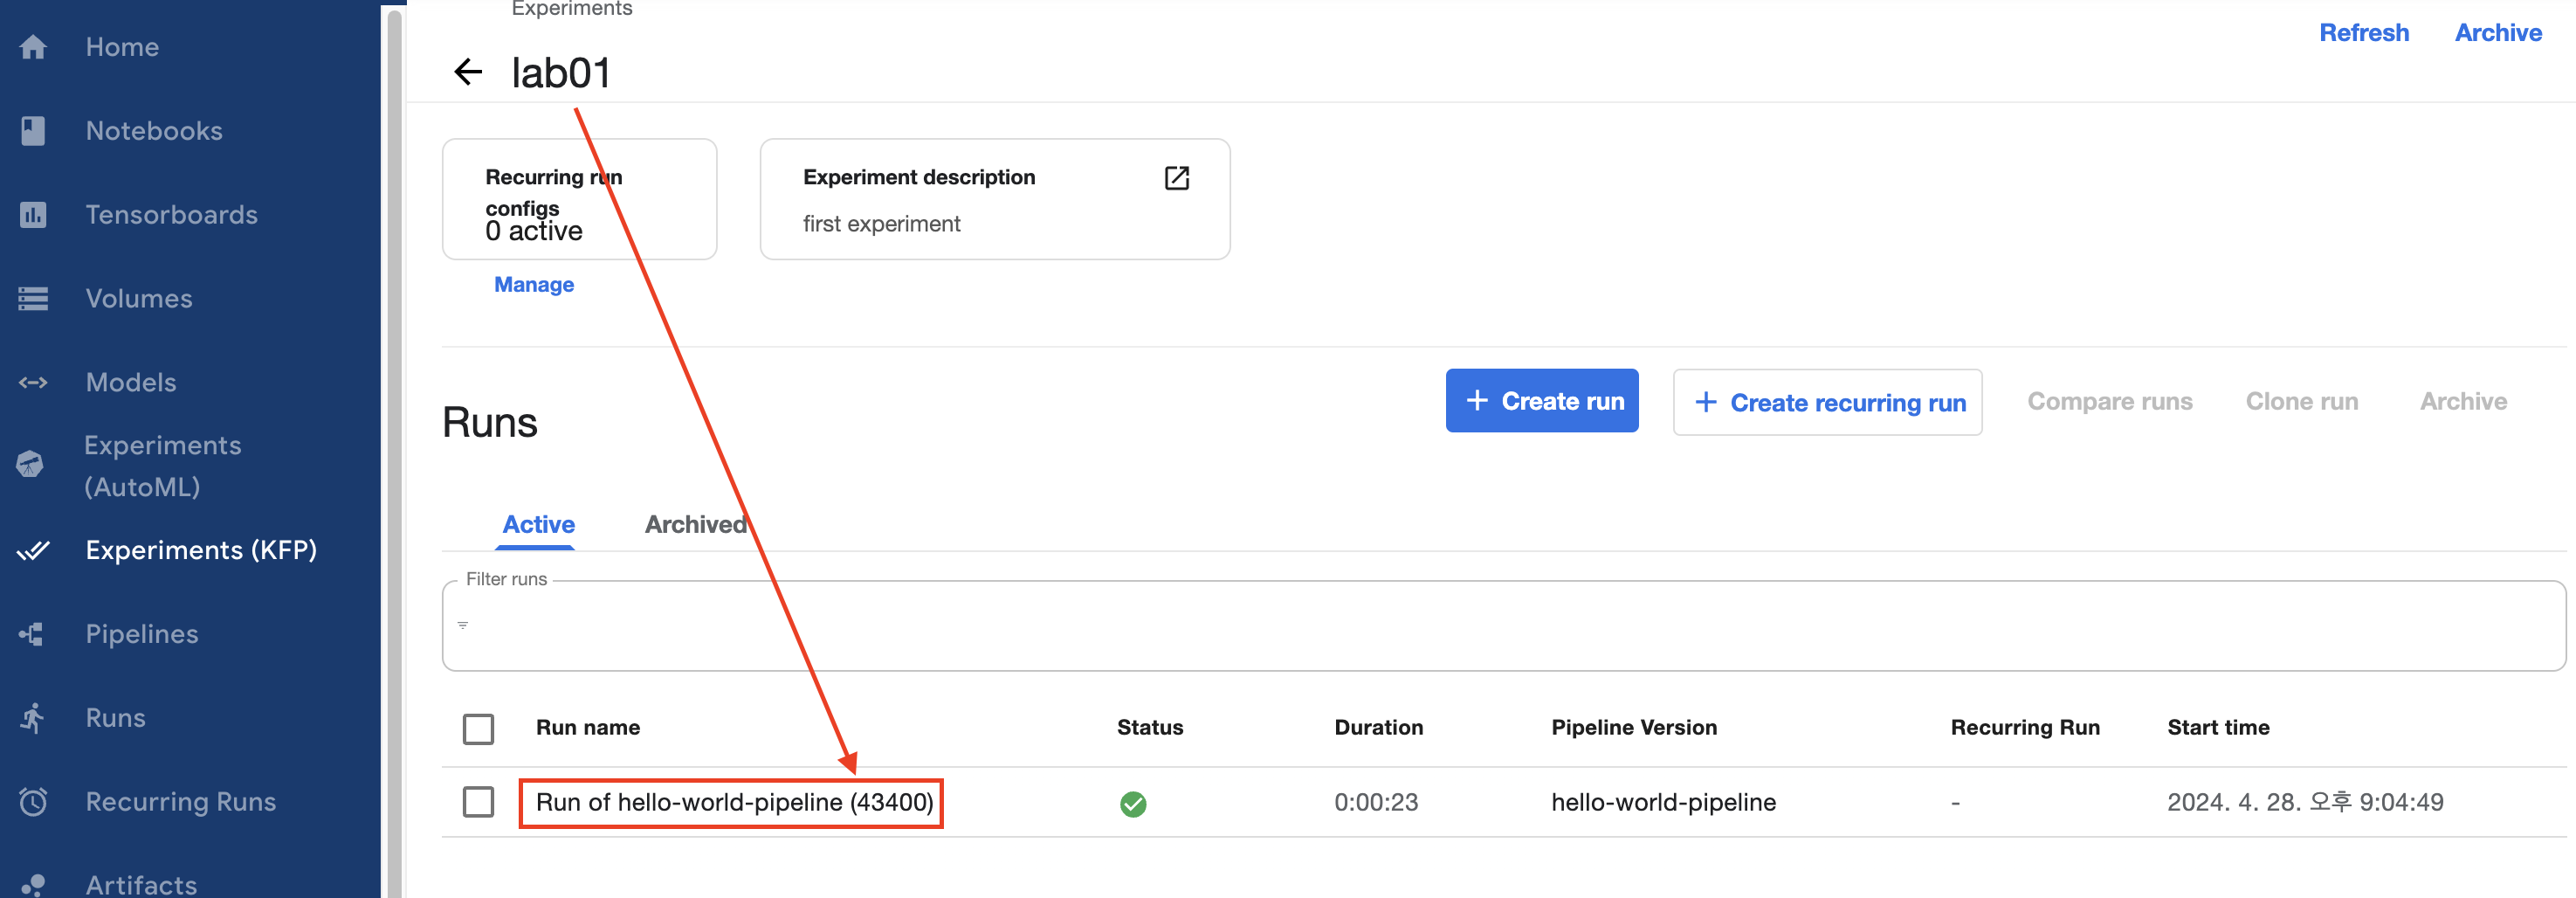 Home
Notebooks
Tensorboards
Volumes
Models
Experiments
(AutoML)
Experiments (KFP)
Pipelines
Runs
Recurring Runs
Artifacts
Experiments
lab01
Refresh
Archive
Recurring run
configs
0 active
Manage
Experiment description
first experiment
Runs
+ Create run
+ Create recurring run
Compare runs
Clone run
Archive
Active
Archived
Filter runs
Run name
Status
Duration
Pipeline Version
Recurring Run
Start time
Run of hello-world-pipeline (43400)
0:00:23
hello-world-pipeline
-
2024. 4. 28. 오후 9:04:49